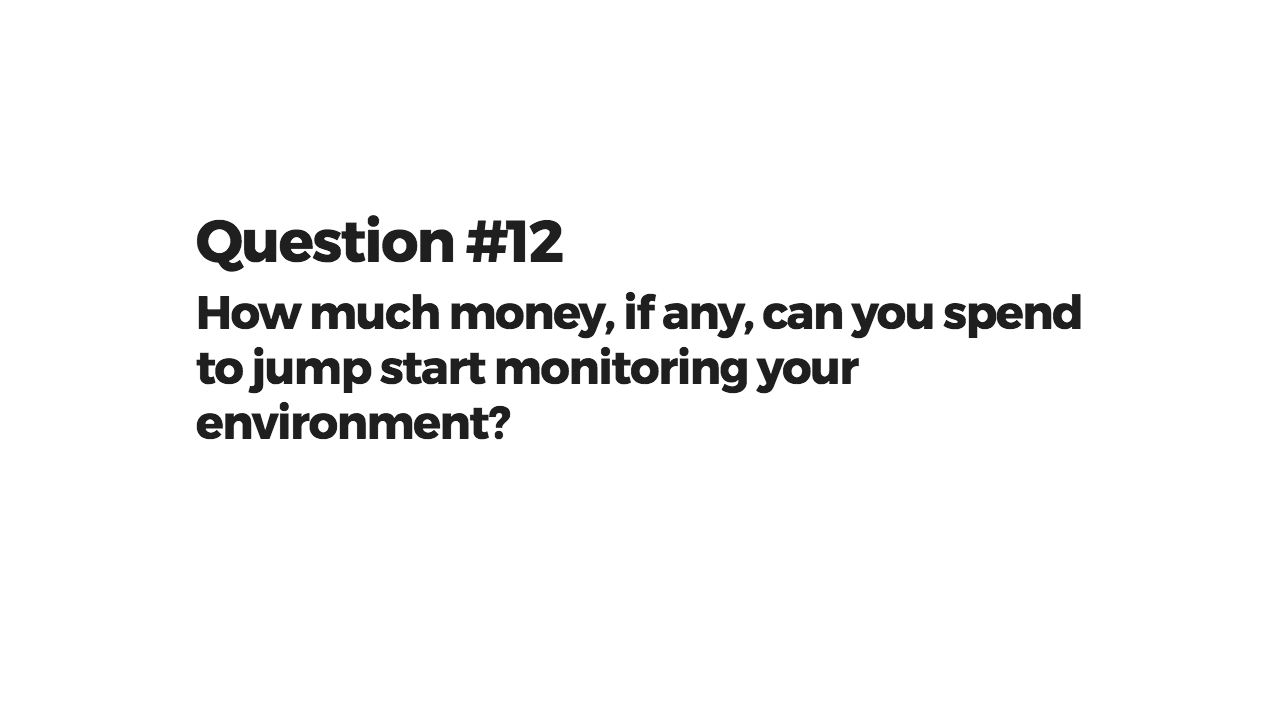 Question #12
How much money, if any, can you spend
to jump start monitoring your
environment?